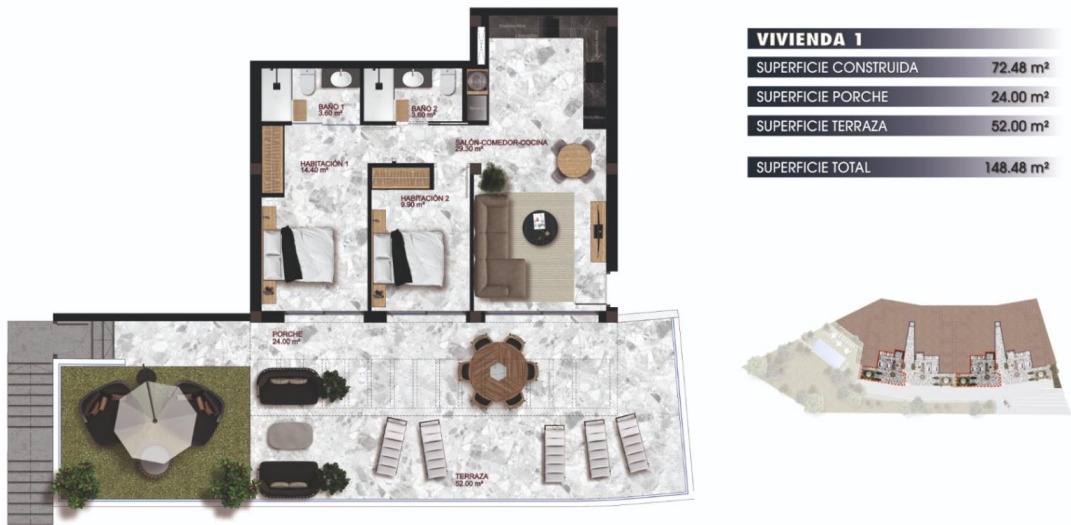 VIVIENDA 1
SUPERFICIE CONSTRUIDA 72.48 m²
SUPERFICIE PORCHE 24.00 m²
SUPERFICIE TERRAZA 52.00 m²
SUPERFICIE TOTAL 148.48 m²
BAÑO 1
3.60 m²
BAÑO 2
3.60 m²
SALÓN-COMEDOR-COCINA
29.30 m²
HABITACIÓN 1
14.40 m²
HABITACIÓN 2
9.90 m²
PORCHE
24.00 m²
TERRAZA
52.00 m²